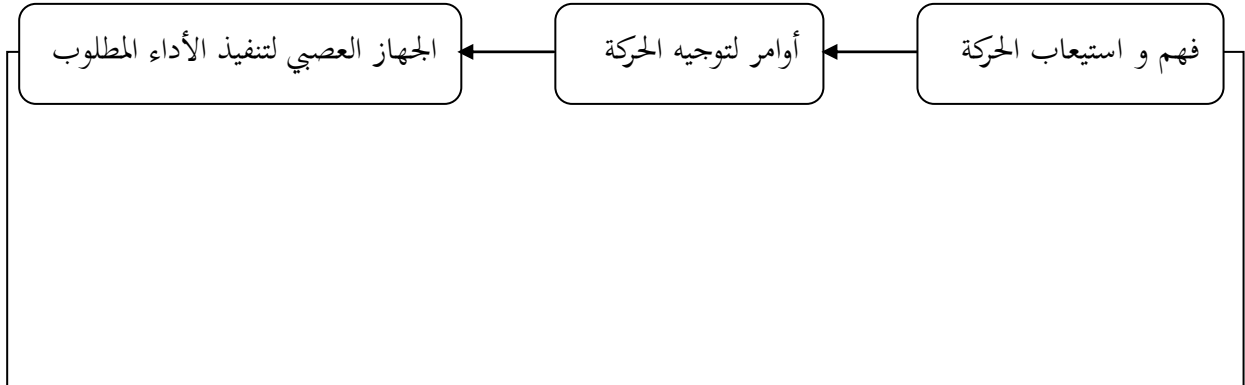 فهم و استيعاب الحركة
أوامر لتوجيه الحركة
الجهاز العصبي لتنفيذ الأداء المطلوب